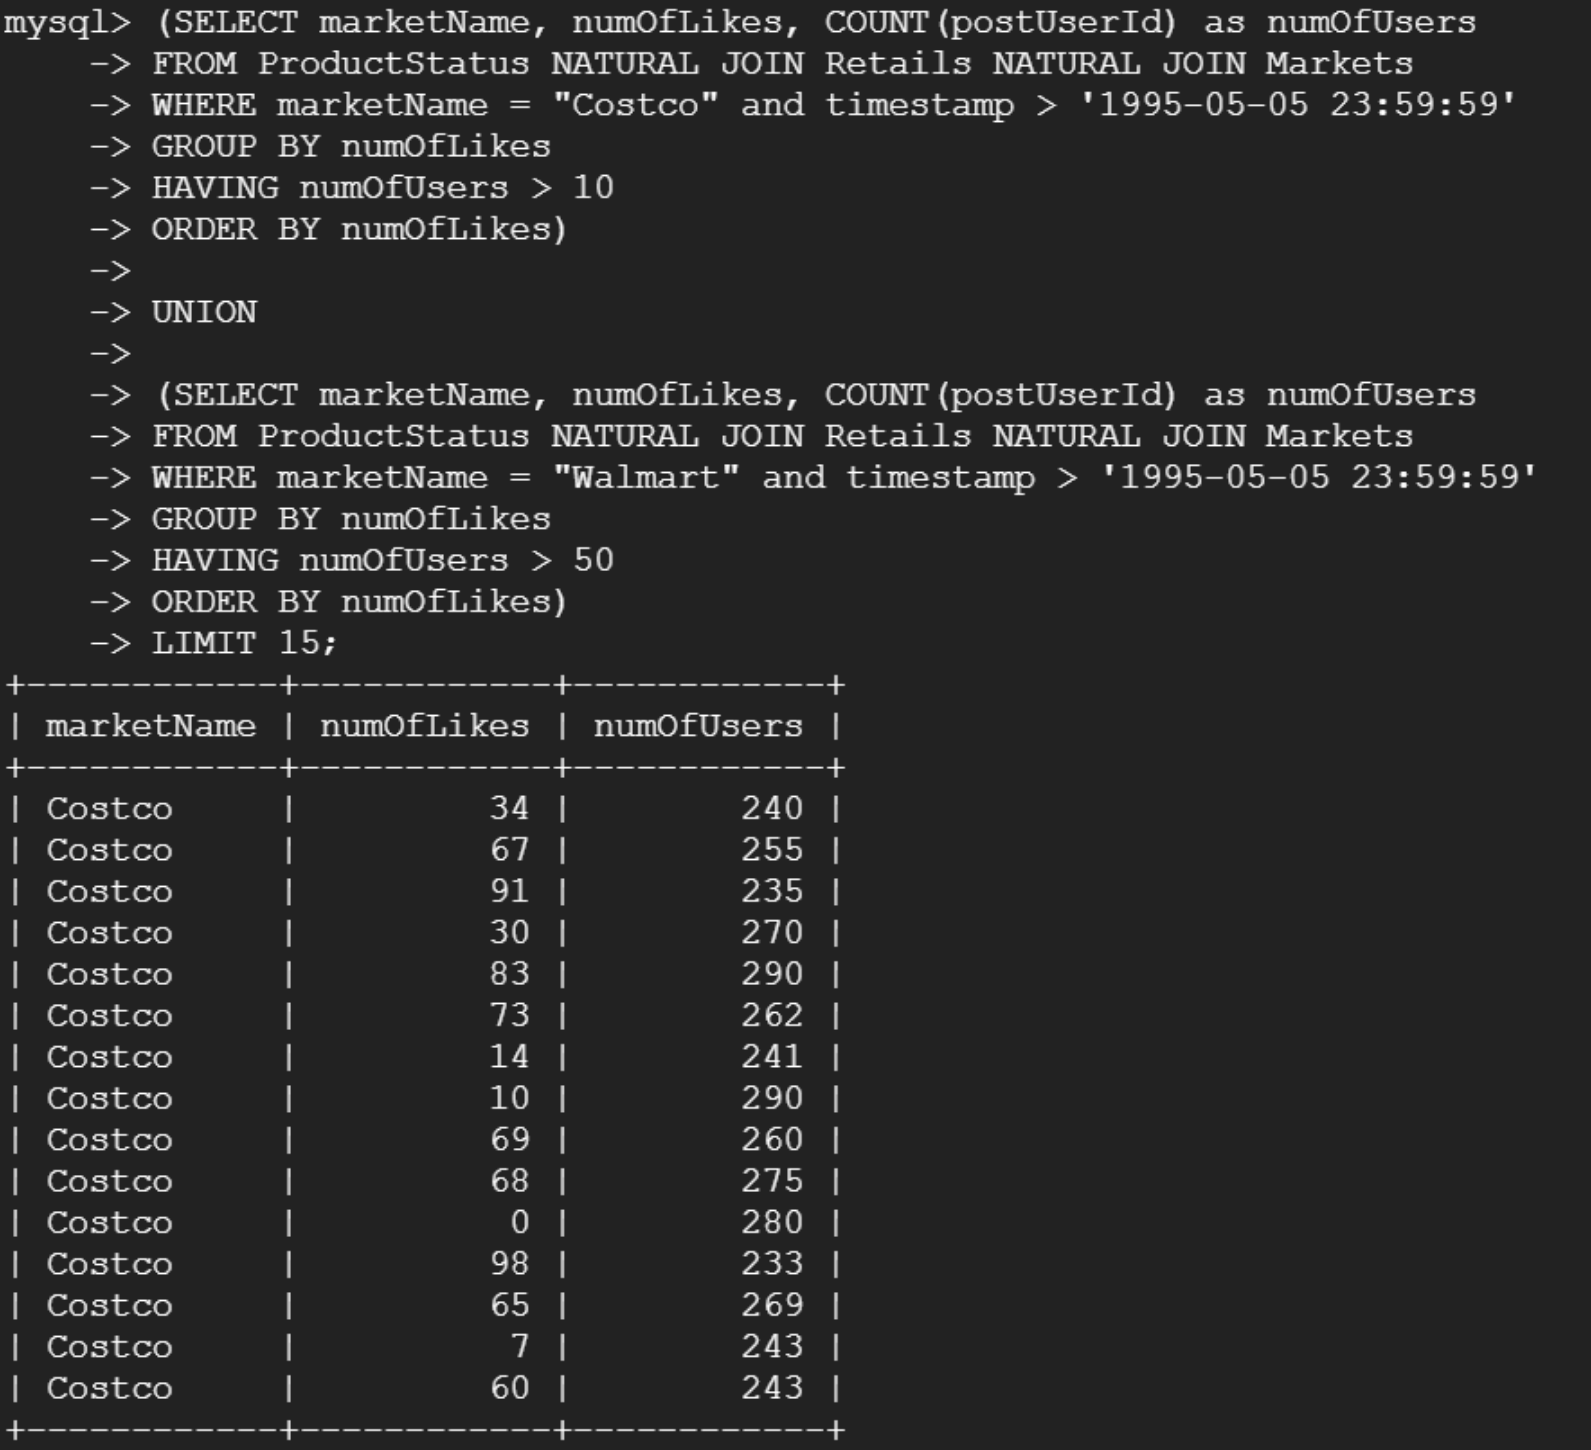 mysql> (SELECT marketName, numOfLikes, COUNT(postUserId) as numOfUsers
    -> FROM ProductStatus NATURAL JOIN Retails NATURAL JOIN Markets
    -> WHERE marketName = "Costco" and timestamp > '1995-05-05 23:59:59'
    -> GROUP BY numOfLikes
    -> HAVING numOfUsers > 10
    -> ORDER BY numOfLikes)
    ->
    -> UNION
    ->
    -> (SELECT marketName, numOfLikes, COUNT(postUserId) as numOfUsers
    -> FROM ProductStatus NATURAL JOIN Retails NATURAL JOIN Markets
    -> WHERE marketName = "Walmart" and timestamp > '1995-05-05 23:59:59'
    -> GROUP BY numOfLikes
    -> HAVING numOfUsers > 50
    -> ORDER BY numOfLikes)
    -> LIMIT 15;
+------------+------------+------------+
| marketName | numOfLikes | numOfUsers |
+------------+------------+------------+
| Costco     |         34 |        240 |
| Costco     |         67 |        255 |
| Costco     |         91 |        235 |
| Costco     |         30 |        270 |
| Costco     |         83 |        290 |
| Costco     |         73 |        262 |
| Costco     |         14 |        241 |
| Costco     |         10 |        290 |
| Costco     |         69 |        260 |
| Costco     |         68 |        275 |
| Costco     |          0 |        280 |
| Costco     |         98 |        233 |
| Costco     |         65 |        269 |
| Costco     |          7 |        243 |
| Costco     |         60 |        243 |
+------------+------------+------------+